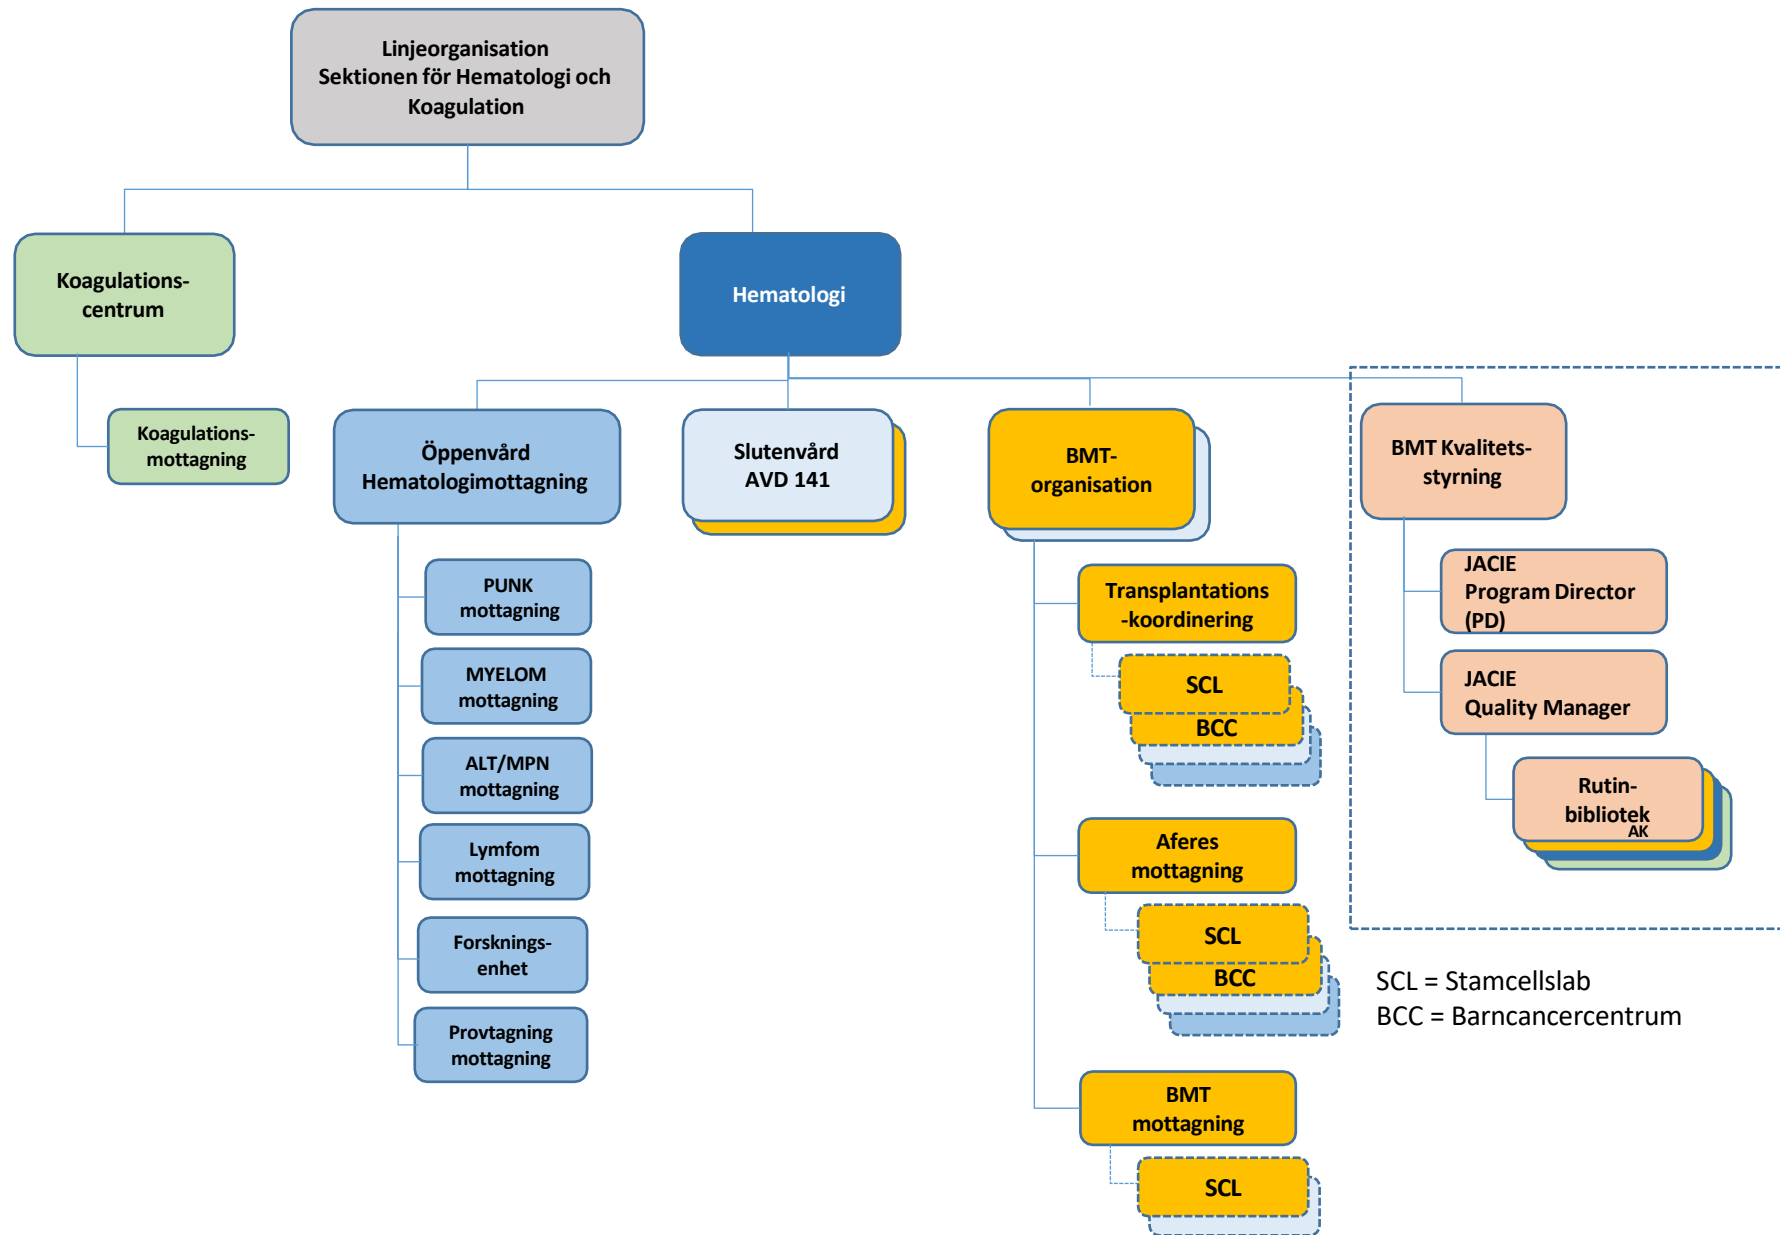 Linjeorganisation
Sektionen för Hematologi och
Koagulation
Koagulations-
centrum
Hematologi
Koagulations-
mottagning
Öppenvård
Hematologimottagning
Slutenvård
AVD 141
BMT-
organisation
BMT Kvalitets-
styrning
PUNK
mottagning
MYELOM
mottagning
ALT/MPN
mottagning
Lymfom
mottagning
Forsknings-
enhet
Provtagning
mottagning
Transplantations
-koordinering
SCL
BCC
Aferes
mottagning
SCL
BCC
BMT
mottagning
SCL
JACIE
Program Director
(PD)
JACIE
Quality Manager
Rutin-
bibliotek
AK
SCL = Stamcellslab
BCC = Barncancercentrum